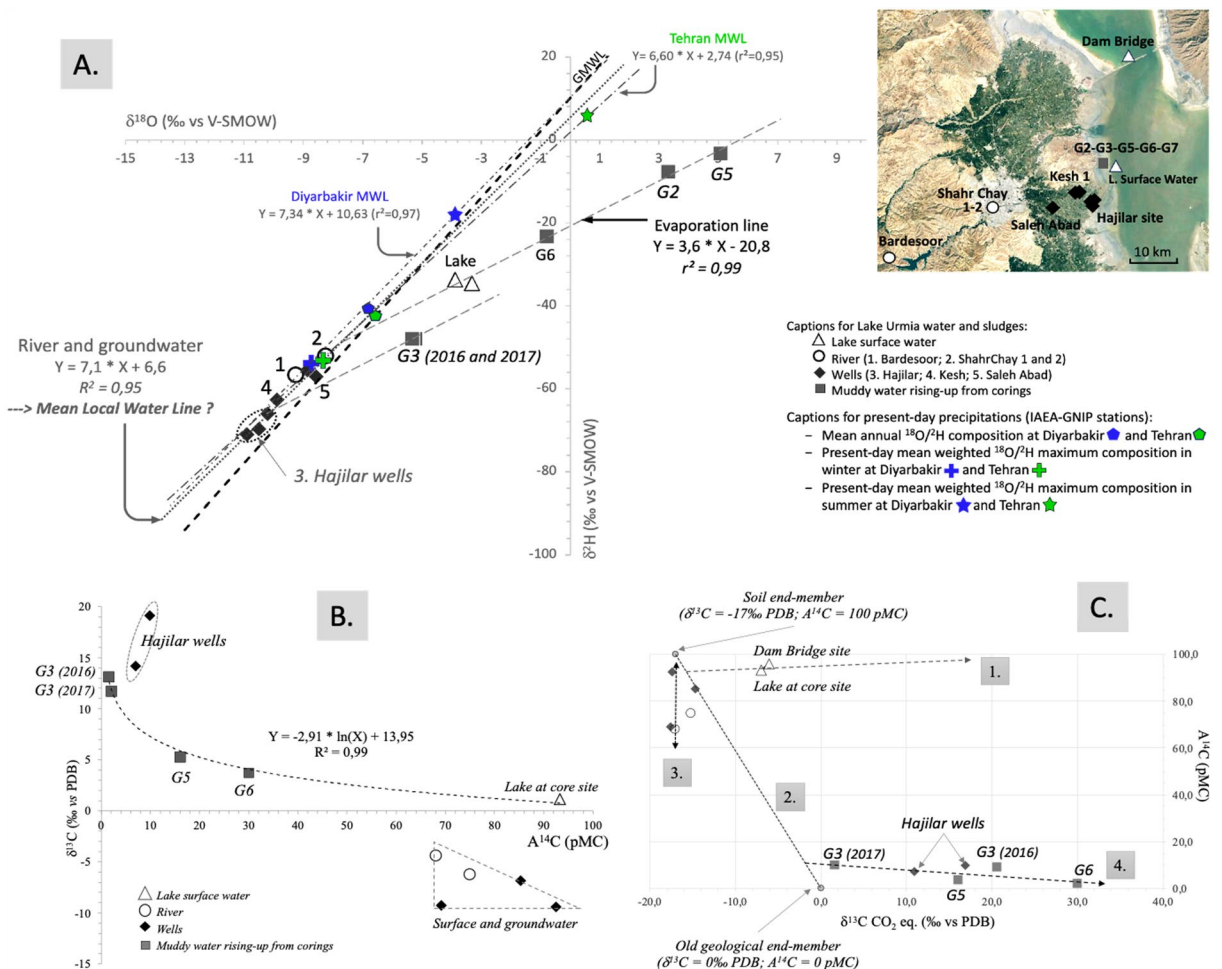 A.
Tehran MWL
Y= 6,60 * X + 2,74 (r²=0,95)
GMWL
20
δ¹⁸O (‰ vs V-SMOW)
0
-15 -13 -11 -9 -7 -5 -3 -1 1 3 5 7 9
Diyarbakir MWL
Y = 7,34 * X + 10,63 (r²=0,97)
G5
G2
-20
G6
Evaporation line
Y = 3,6 * X - 20,8
r² = 0,99
Lake
-40
G3 (2016 and 2017)
River and groundwater
Y = 7,1 * X + 6,6
R² = 0,95
---> Mean Local Water Line ?
1
2
4
5
-60
3. Hajilar wells
-80
-100
δ²H (‰ vs V-SMOW)
Dam Bridge
G2-G3-G5-G6-G7
L. Surface Water
Kesh 1
Shahr Chay
1-2
Saleh Abad
Hajilar site
Bardesoor
10 km
Captions for Lake Urmia water and sludges:
Lake surface water
River (1. Bardesoor; 2. ShahrChay 1 and 2)
Wells (3. Hajilar; 4. Kesh; 5. Saleh Abad)
Muddy water rising-up from corings
Captions for present-day precipitations (IAEA-GNIP stations):
– Mean annual ¹⁸O/²H composition at Diyarbakir and Tehran
– Present-day mean weighted ¹⁸O/²H maximum composition in
winter at Diyarbakir and Tehran
– Present-day mean weighted ¹⁸O/²H maximum composition in
summer at Diyarbakir and Tehran
B.
20
Hajilar wells
15
G3 (2016)
G3 (2017)
10
Y = -2,91 * ln(X) + 13,95
R² = 0,99
5
G5
G6
Lake at core site
0
0 10 20 30 40 50 60 70 80 90 100
A¹⁴C (pMC)
δ¹³C (‰ vs PDB)
-5
-10
-15
Surface and groundwater
Lake surface water
River
Wells
Muddy water rising-up from corings
C.
Soil end-member
(δ¹³C = -17‰ PDB; A¹⁴C = 100 pMC)
Dam Bridge site
Lake at core site
1.
2.
3.
4.
100,0
80,0
60,0
40,0
20,0
0,0
A¹⁴C (pMC)
Hajilar wells
G3 (2017)
G3 (2016)
G5
G6
-20,0 -10,0 0,0 10,0 20,0 30,0 40,0
δ¹³C CO₂ eq. (‰ vs PDB)
Old geological end-member
(δ¹³C = 0‰ PDB; A¹⁴C = 0 pMC)